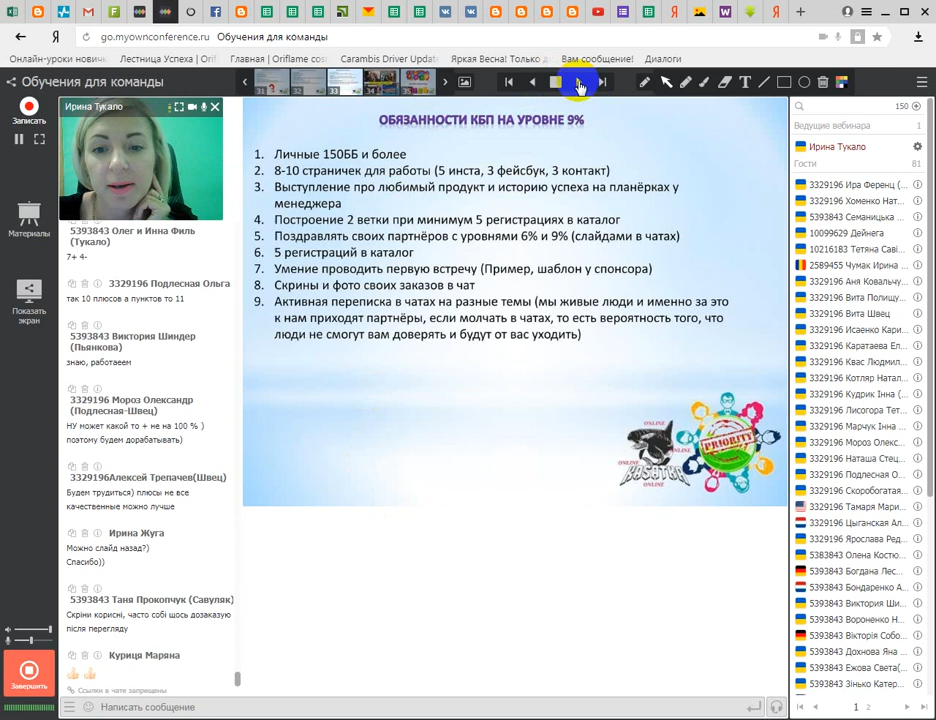 go.myownconference.ru
Обучения для команды
Онлайн-уроки нович
Лестница Успеха | Orif
Главная | Oriflame cos
Carambis Driver Updat
Яркая Весна! Только д
Вам сообщение!
Диалоги
Обучения для команды
31
32
33
34
35
Ирина Тукало
Записать
Материалы
Показать
экран
Завершить
5393843 Олег и Инна Филь
(Тукало)
7+ 4-
3329196 Подлесная Ольга
так 10 плюсов а пунктов то 11
5393843 Виктория Шиндер
(Пьянкова)
знаю, работаеем
3329196 Мороз Олександр
(Подлесная-Швец)
НУ может какой то + не на 100 % )
поэтому будем дорабатывать)
3329196Алексей Трепачев(Швец)
Будем трудиться) плюсы не все
качественные можно лучше
Ирина Жуга
Можно слайд назад?)
Спасибо))
5393843 Таня Прокопчук (Савуляк)
Скріни корисні, часто собі щось дозаказую
після перегляду
Куриця Маряна
Ссылки в чате запрещены
Написать сообщение
ОБЯЗАННОСТИ КБП НА УРОВНЕ 9%
1. Личные 150ББ и более
2. 8-10 страничек для работы (5 инста, 3 фейсбук, 3 контакт)
3. Выступление про любимый продукт и историю успеха на планёрках у
менеджера
4. Построение 2 ветки при минимум 5 регистрациях в каталог
5. Поздравлять своих партнёров с уровнями 6% и 9% (слайдами в чатах)
6. 5 регистраций в каталог
7. Умение проводить первую встречу (Пример, шаблон у спонсора)
8. Скрины и фото своих заказов в чат
9. Активная переписка в чатах на разные темы (мы живые люди и именно за это
к нам приходят партнёры, если молчать в чатах, то есть вероятность того, что
люди не смогут вам доверять и будут от вас уходить)
ONLINE
ONLINE
ONLINE
KASATKA
ONLINE
PRIORITY
150
Ведущие вебинара 1
Ирина Тукало
Гости 81
3329196 Ира Ференц (...
3329196 Хоменко Нат...
5393843 Семаницька ...
10099629 Дейнега
10216183 Тетяна Саві...
2589455 Чумак Ирина ...
3329196 Аня Ковальчу...
3329196 Вита Полищу...
3329196 Вита Швец
3329196 Исаенко Кари...
3329196 Каратаева Ел...
3329196 Квас Людмил...
3329196 Котляр Натал...
3329196 Кудрик Інна (...
3329196 Лисогора Тет...
3329196 Марчук Інна ...
3329196 Мороз Олекс...
3329196 Наташа Стец...
3329196 Подлесная О...
3329196 Скоробогатая...
3329196 Тамара Мари...
3329196 Цыганская Ал...
3329196 Ярослава Ред...
5383843 Олена Костю...
5393843 Богдана Лес...
5393843 Бондаренко А...
5393843 Виктория Ши...
5393843 Вороненко Н...
5393843 Вікторія Собо...
5393843 Дохнова Яна ...
5393843 Ежова Света(...
5393843 Зінько Катер...
1 2